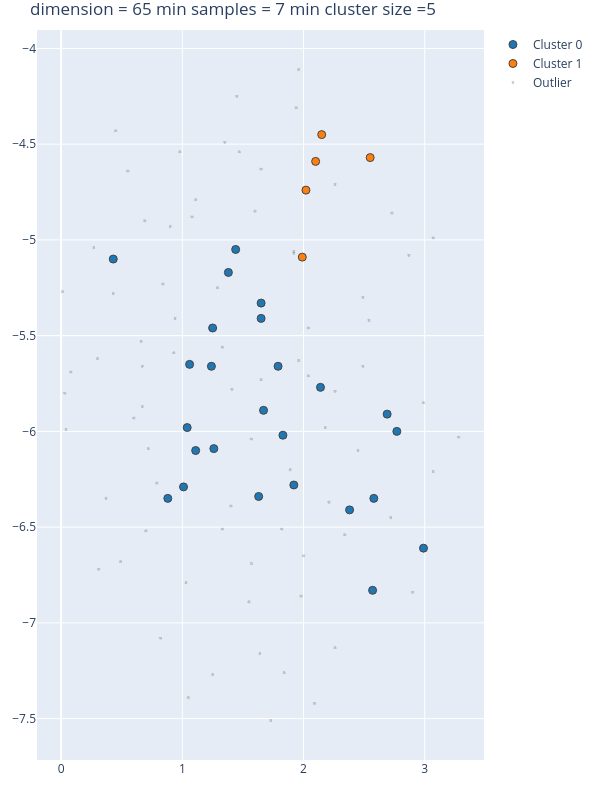 dimension = 65 min samples = 7 min cluster size =5
Cluster 0
Cluster 1
Outlier
−4
−4.5
−5
−5.5
−6
−6.5
−7
−7.5
0 1 2 3